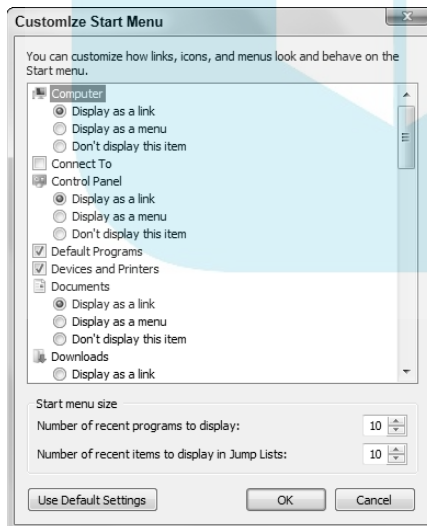 Customize Start Menu
You can customize how links, icons, and menus look and behave on the
Start menu.
Computer
Display as a link
Display as a menu
Don't display this item
Connect To
Control Panel
Display as a link
Display as a menu
Don't display this item
Default Programs
Devices and Printers
Documents
Display as a link
Display as a menu
Don't display this item
Downloads
Display as a link
Start menu size
Number of recent programs to display: 10
Number of recent items to display in Jump Lists: 10
Use Default Settings OK Cancel